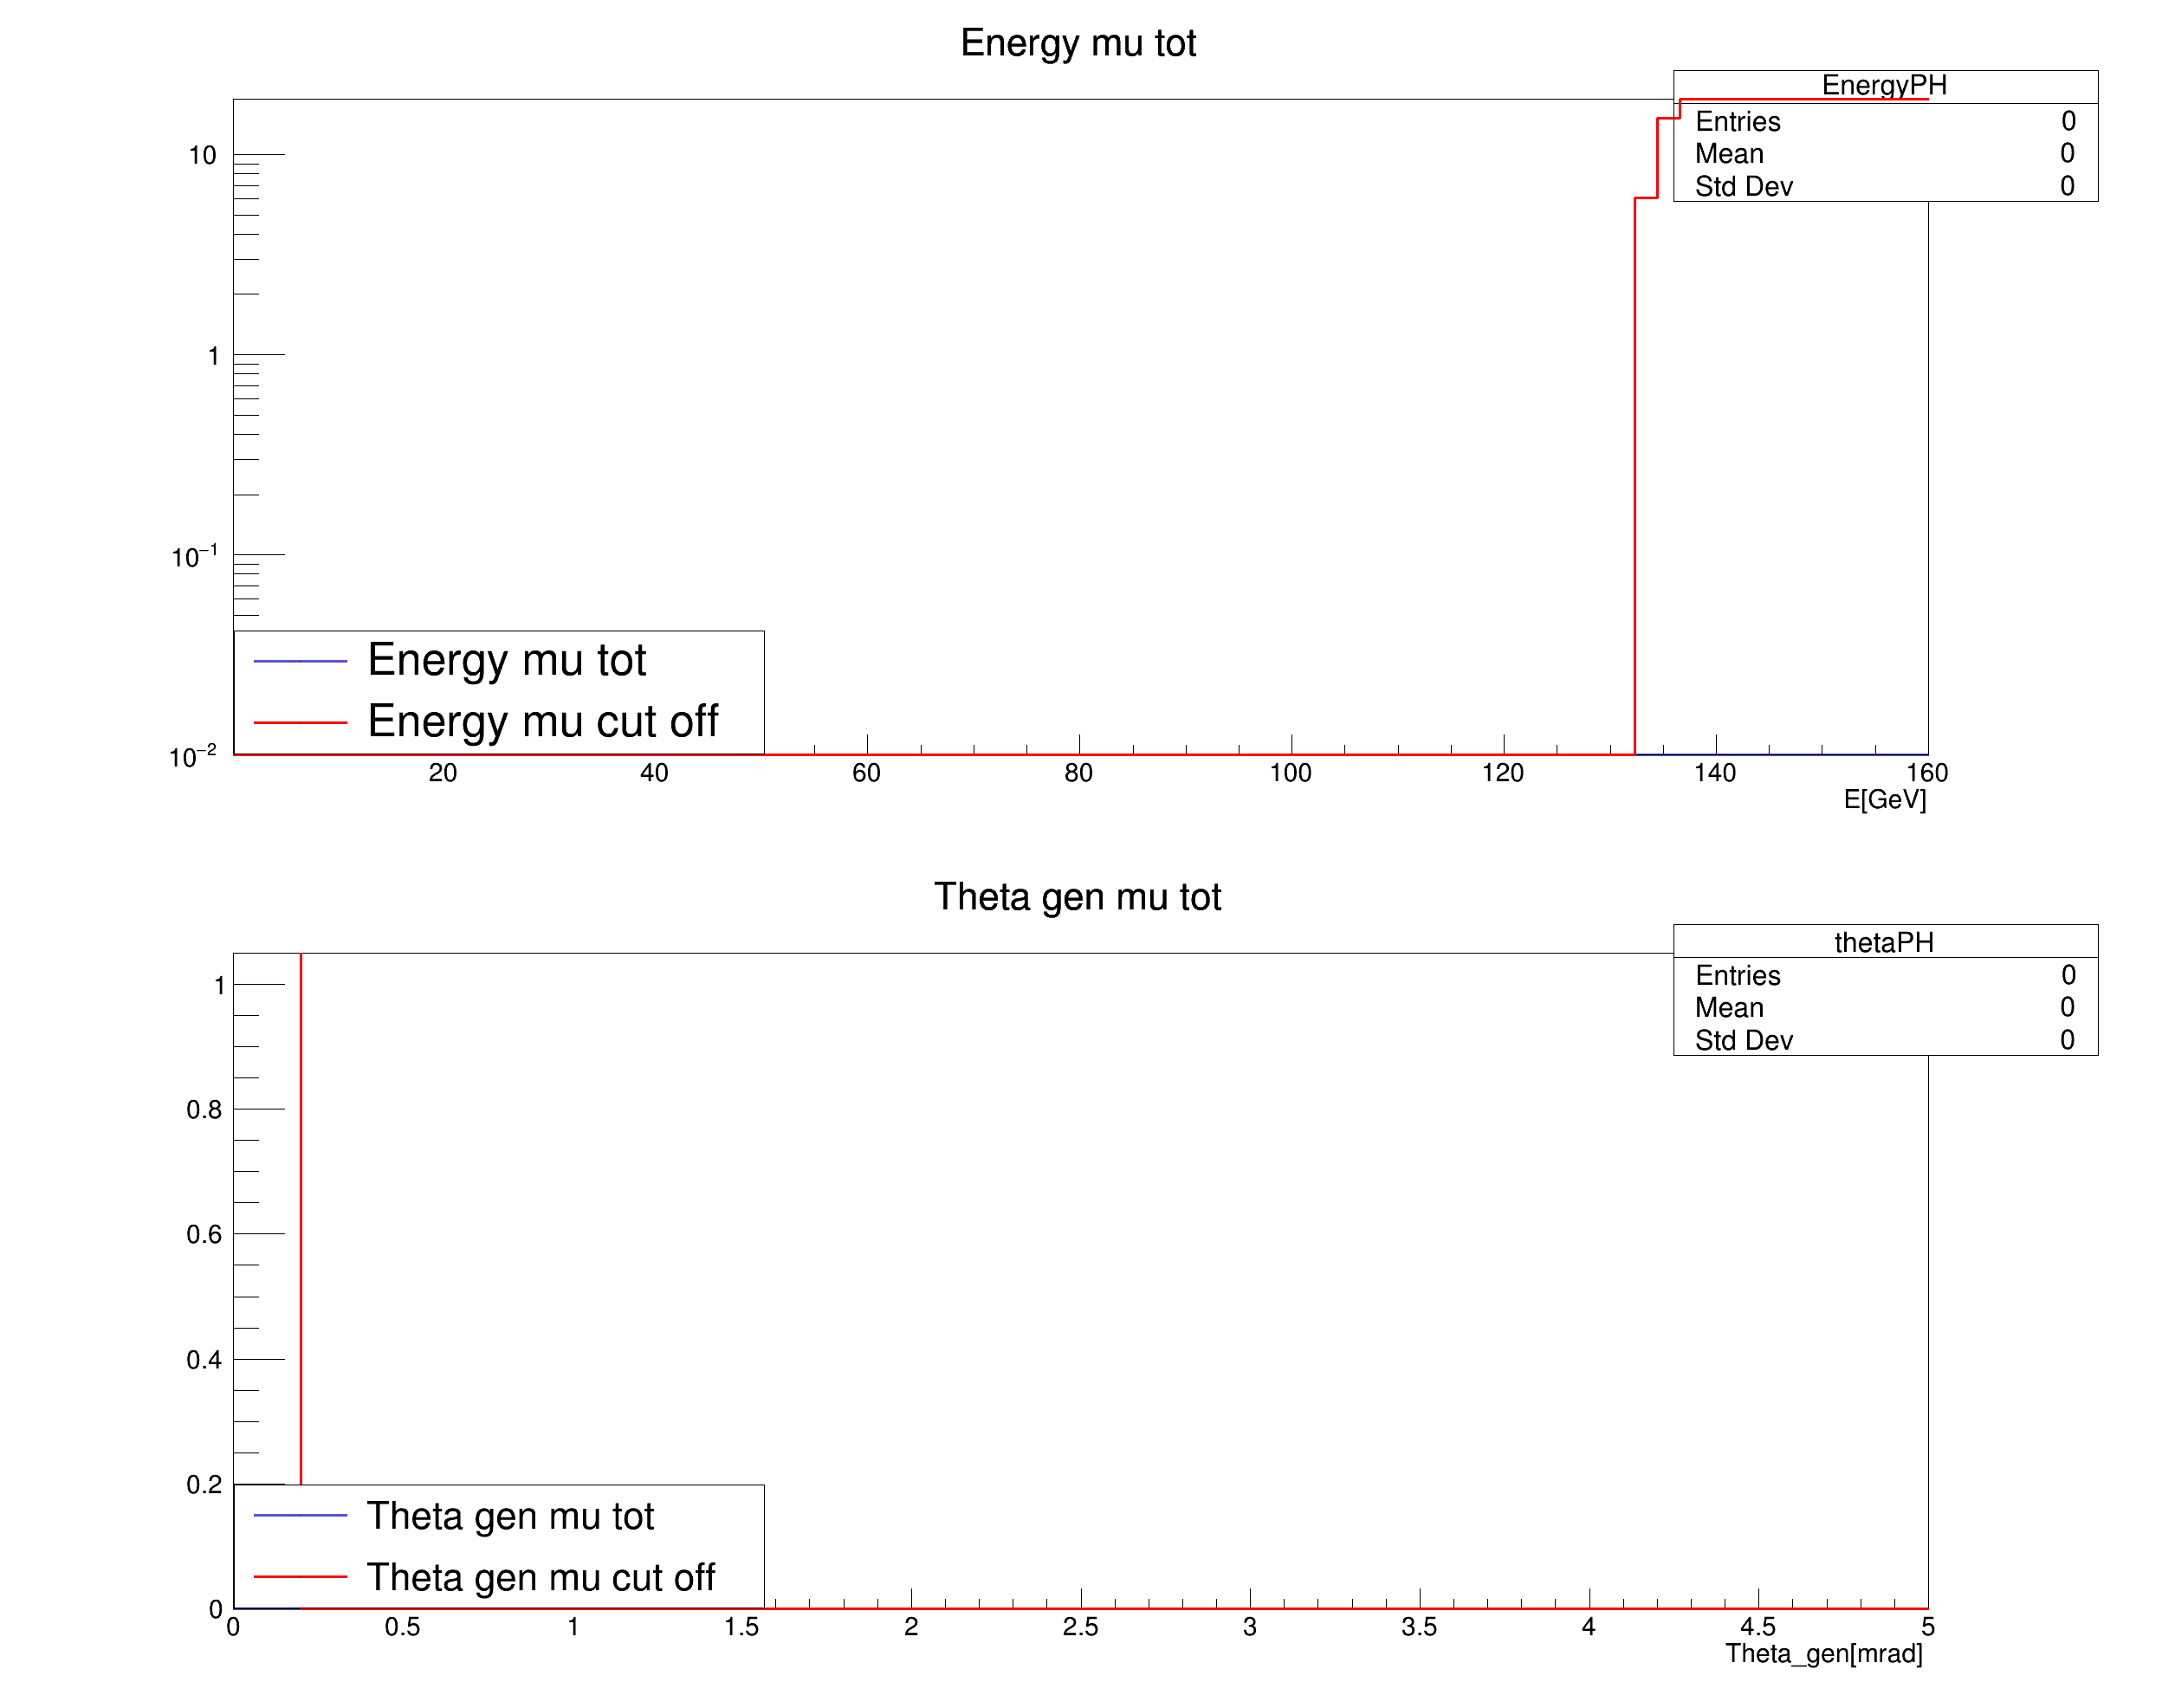 Energy mu tot
EnergyPH
Entries 0
Mean 0
Std Dev 0
10
1
10⁻¹
10⁻²
Energy mu tot
Energy mu cut off
20 40 60 80 100 120 140 160
E[GeV]
Theta gen mu tot
thetaPH
Entries 0
Mean 0
Std Dev 0
1
0.8
0.6
0.4
0.2
0
Theta gen mu tot
Theta gen mu cut off
0 0.5 1 1.5 2 2.5 3 3.5 4 4.5 5
Theta_gen[mrad]